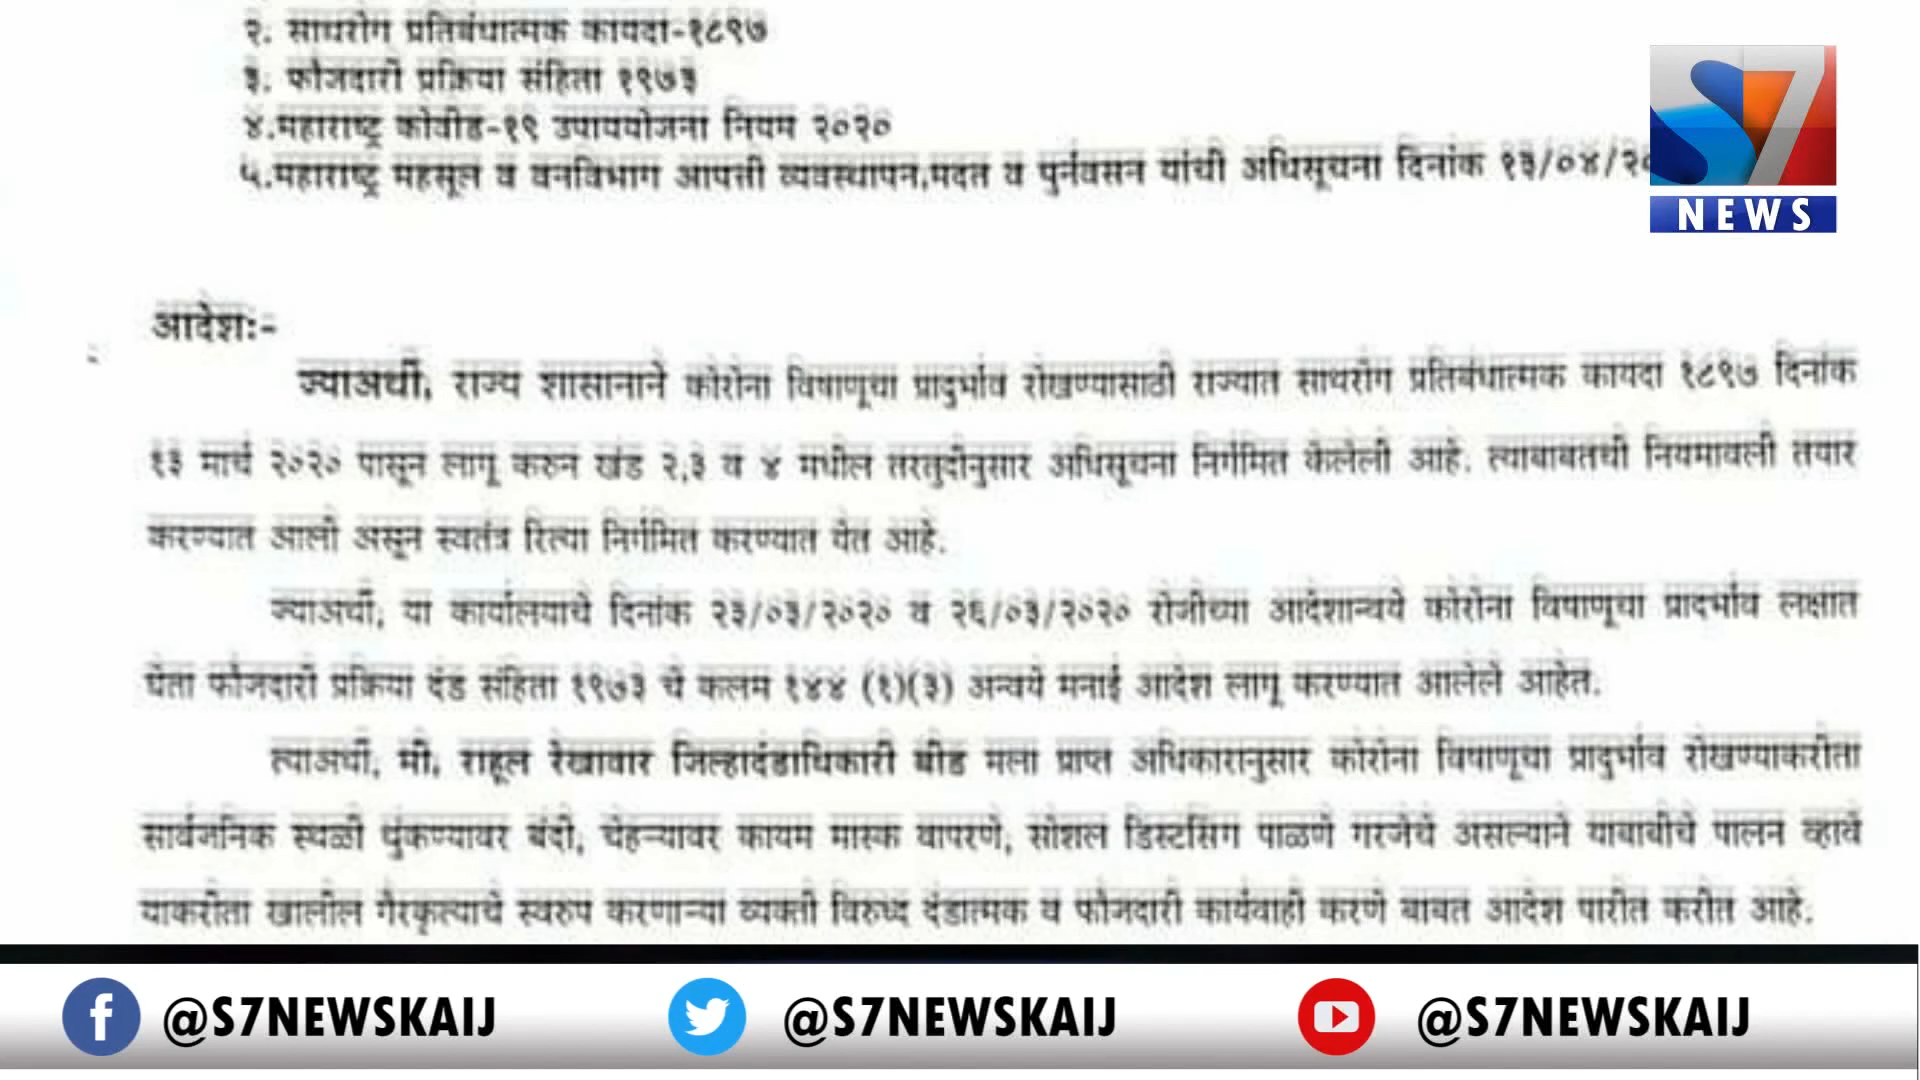 २. साथरोग प्रतिबंधात्मक कायदा-१८९७
३. फौजदारी प्रक्रिया संहिता १९७३
४.महाराष्ट्र कोवीड-१९ उपाययोजना नियम २०२०
५.महाराष्ट्र महसूल व वनविभाग आपत्ती व्यवस्थापन,मदत व पुर्नवसन यांची अधिसूचना दिनांक १३/०४/२०
S7
NEWS
आदेशः-
ज्याअर्थी, राज्य शासानाने कोरोना विषाणूचा प्रादुर्भाव रोखण्यासाठी राज्यात साथरोग प्रतिबंधात्मक कायदा १८९७ दिनांक
१३ मार्च २०२० पासून लागू करुन खंड २,३ व ४ मधील तरतुदीनुसार अधिसूचना निर्गमित केलेली आहे. त्याबाबतची नियमावली तयार
करण्यात आली असून स्वतंत्र रित्या निर्गमित करण्यात येत आहे.
ज्याअर्थी, या कार्यालयाचे दिनांक २३/०३/२०२० व २६/०३/२०२० रोजीच्या आदेशान्वये कोरोना विषाणूचा प्रादर्भाव लक्षात
घेता फौजदारी प्रक्रिया दंड संहिता १९७३ चे कलम १४४ (१)(३) अन्वये मनाई आदेश लागू करण्यात आलेले आहेत.
त्याअर्थी, मी, राहूल रेखावार जिल्हादंडाधिकारी बीड मला प्राप्त अधिकारानुसार कोरोना विषाणूचा प्रादुर्भाव रोखण्याकरीता
सार्वजनिक स्थळी थुंकण्यावर बंदी, चेहऱ्यावर कायम मास्क वापरणे, सोशल डिस्टसिंग पाळणे गरजेचे असल्याने याबाबीचे पालन व्हावे
याकरीता खालील गैरकृत्याचे स्वरुप करणाऱ्या व्यक्ती विरुध्द दंडात्मक व फौजदारी कार्यवाही करणे बाबत आदेश पारीत करीत आहे.
@S7NEWSKAIJ
@S7NEWSKAIJ
@S7NEWSKAIJ